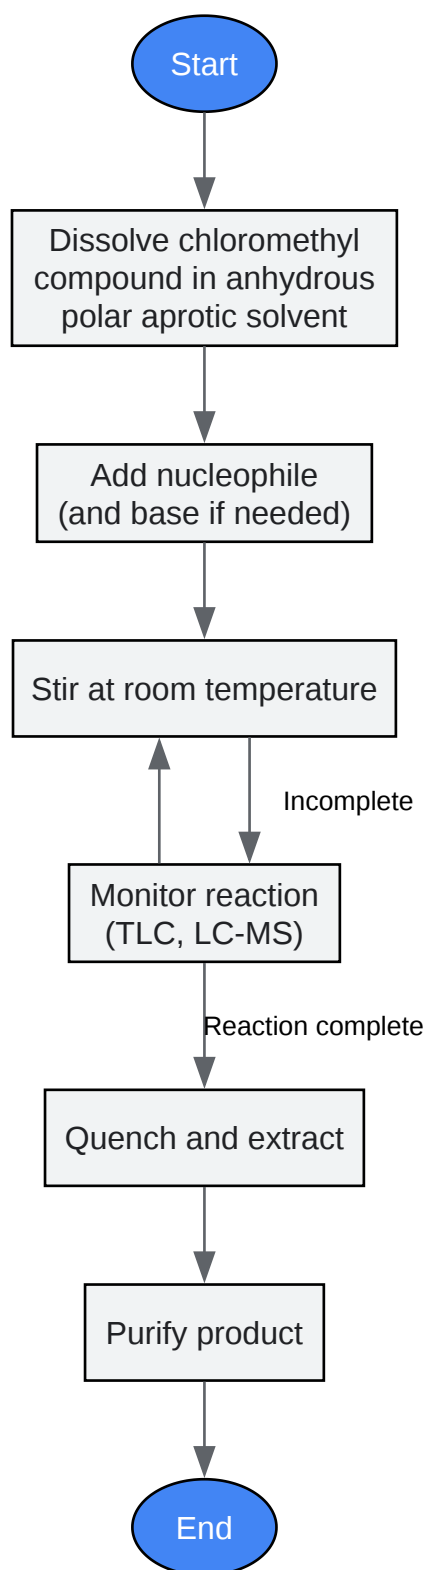 Start
Dissolve chloromethyl
compound in anhydrous
polar aprotic solvent
Add nucleophile
(and base if needed)
Stir at room temperature
Incomplete
Monitor reaction
(TLC, LC-MS)
Reaction complete
Quench and extract
Purify product
End